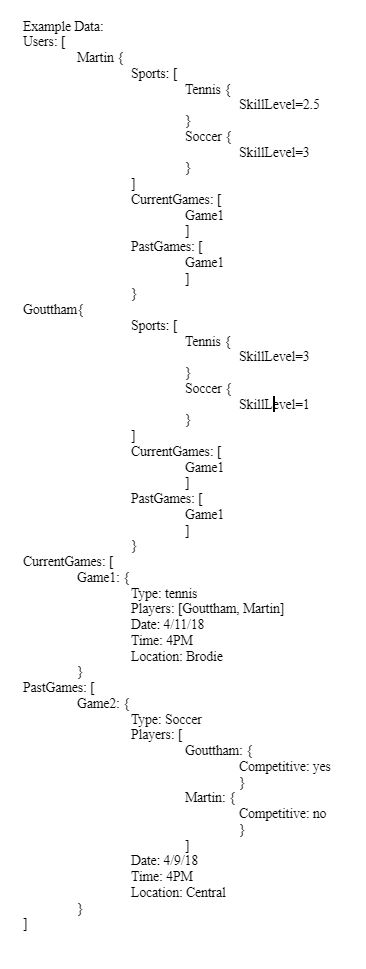 Example Data:
Users: [
Martin {
Sports: [
Tennis {
SkillLevel=2.5
}
Soccer {
SkillLevel=3
}
]
CurrentGames: [
Game1
]
PastGames: [
Game1
]
}
Gouttham{
Sports: [
Tennis {
SkillLevel=3
}
Soccer {
SkillLevel=1
}
]
CurrentGames: [
Game1
]
PastGames: [
Game1
]
}
CurrentGames: [
Game1: {
Type: tennis
Players: [Gouttham, Martin]
Date: 4/11/18
Time: 4PM
Location: Brodie
}
PastGames: [
Game2: {
Type: Soccer
Players: [
Gouttham: {
Competitive: yes
}
Martin: {
Competitive: no
}
]
Date: 4/9/18
Time: 4PM
Location: Central
}
]